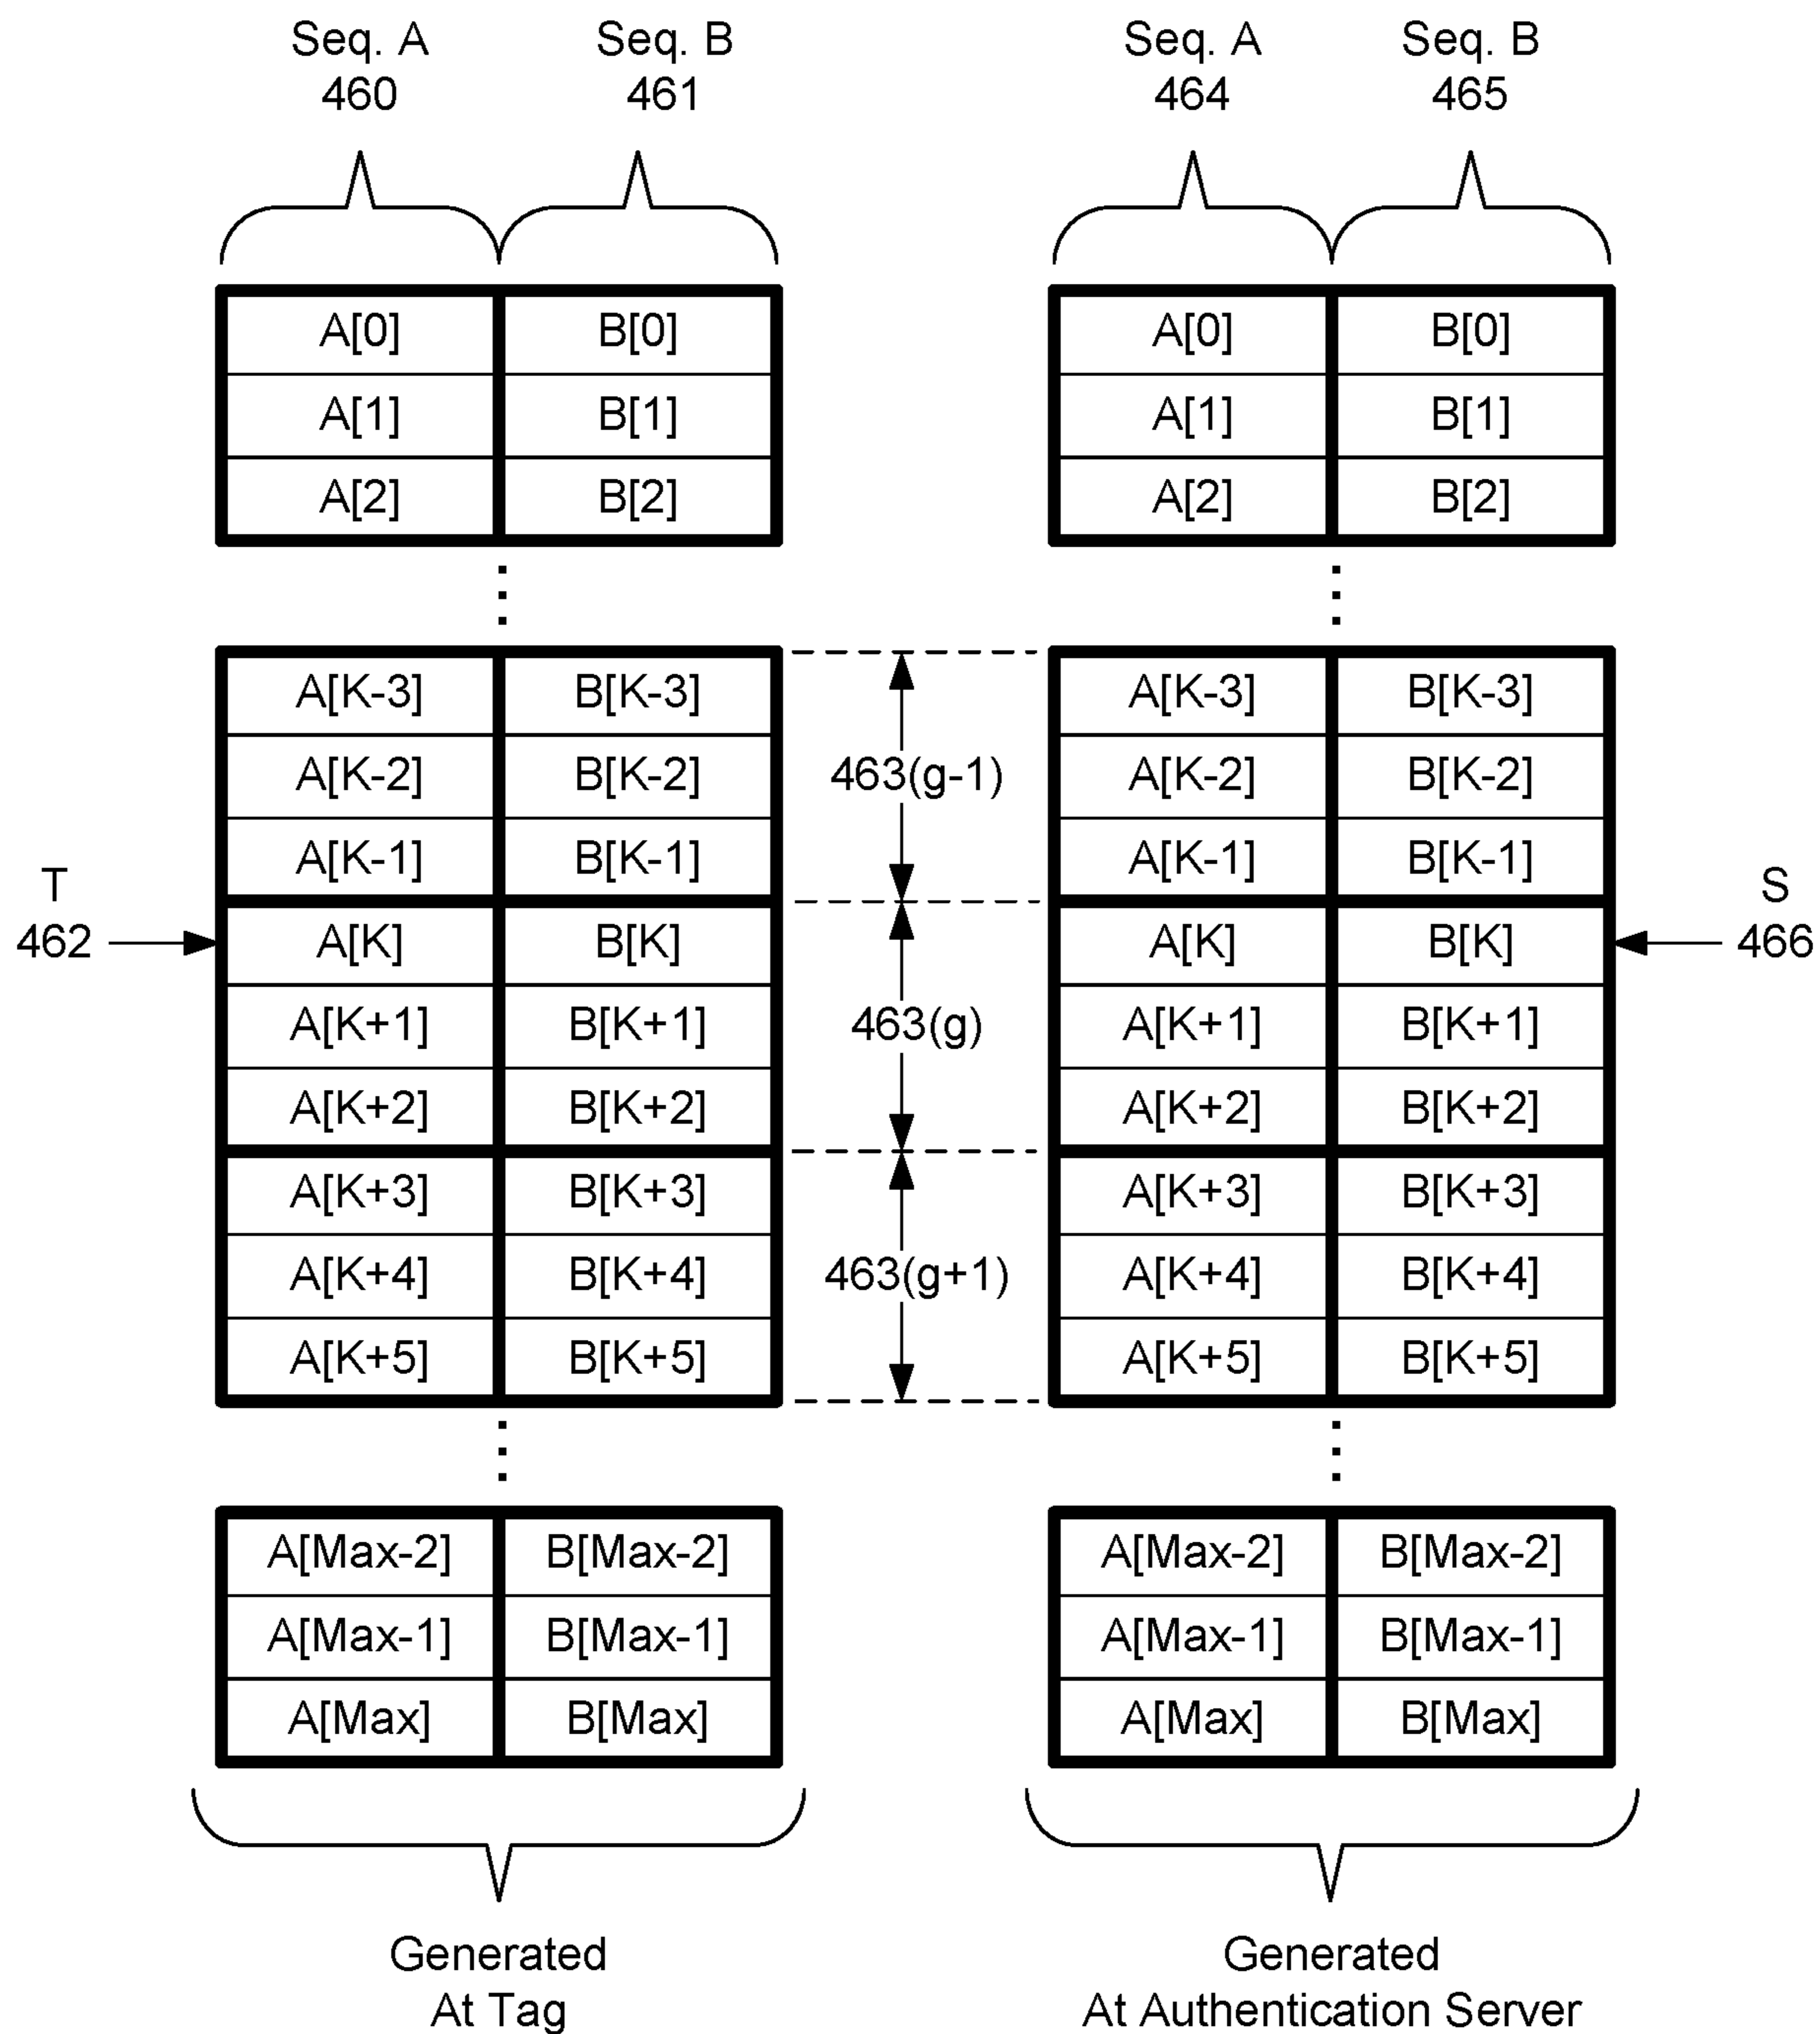 Seq. A Seq. B Seq. A Seq. B
460 461 464 465
A[0] B[0] A[0] B[0]
A[1] B[1] A[1] B[1]
A[2] B[2] A[2] B[2]
A[K-3] B[K-3] A[K-3] B[K-3]
A[K-2] B[K-2] 463(g-1) A[K-2] B[K-2]
A[K-1] B[K-1] A[K-1] B[K-1]
T S
462 A[K] B[K] A[K] B[K] 466
A[K+1] B[K+1] 463(g) A[K+1] B[K+1]
A[K+2] B[K+2] A[K+2] B[K+2]
A[K+3] B[K+3] A[K+3] B[K+3]
A[K+4] B[K+4] 463(g+1) A[K+4] B[K+4]
A[K+5] B[K+5] A[K+5] B[K+5]
A[Max-2] B[Max-2] A[Max-2] B[Max-2]
A[Max-1] B[Max-1] A[Max-1] B[Max-1]
A[Max] B[Max] A[Max] B[Max]
Generated Generated
At Tag At Authentication Server